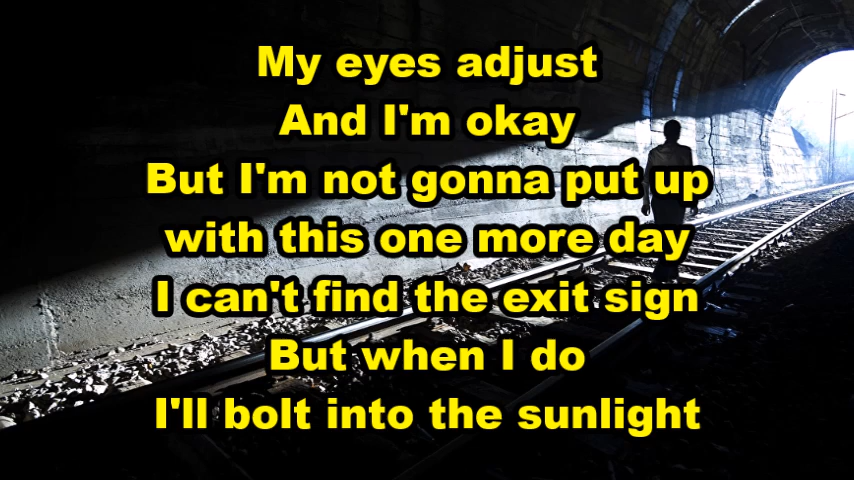 My eyes adjust
And I'm okay
But I'm not gonna put up
with this one more day
I can't find the exit sign
But when I do
I'll bolt into the sunlight